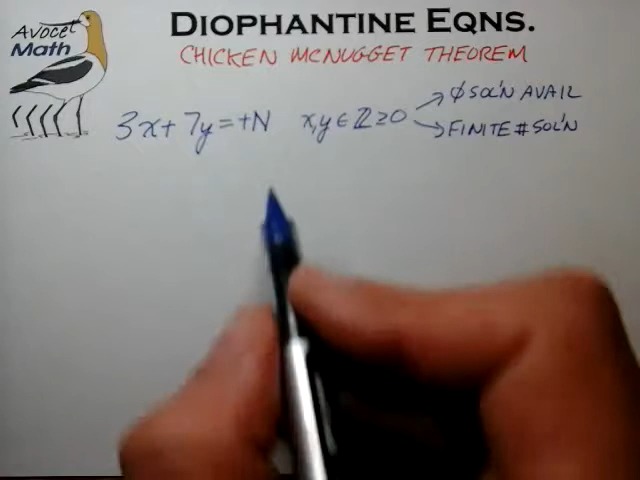 Avocet
Math
DIOPHANTINE EQNS.
CHICKEN MCNUGGET THEOREM
3x + 7y = +N x,y ∈ ℤ ≥ 0
∅ SOL'N AVAIL
FINITE # SOL'N